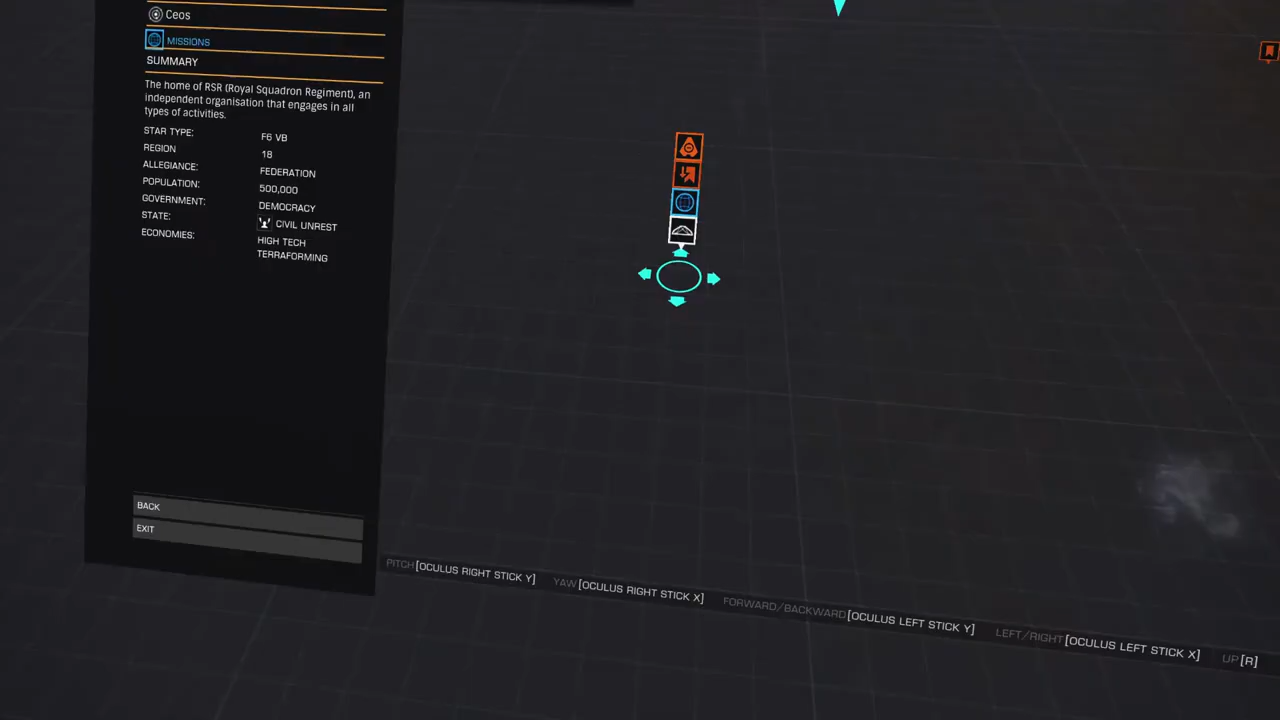 Ceos
MISSIONS
SUMMARY
The home of RSR (Royal Squadron Regiment), an
independent organisation that engages in all
types of activities.
STAR TYPE: F6 VB
REGION 18
ALLEGIANCE: FEDERATION
POPULATION: 500,000
GOVERNMENT: DEMOCRACY
STATE: CIVIL UNREST
ECONOMIES: HIGH TECH
TERRAFORMING
BACK
EXIT
PITCH [OCULUS RIGHT STICK Y] YAW [OCULUS RIGHT STICK X] FORWARD/BACKWARD [OCULUS LEFT STICK Y] LEFT/RIGHT [OCULUS LEFT STICK X] UP [R]